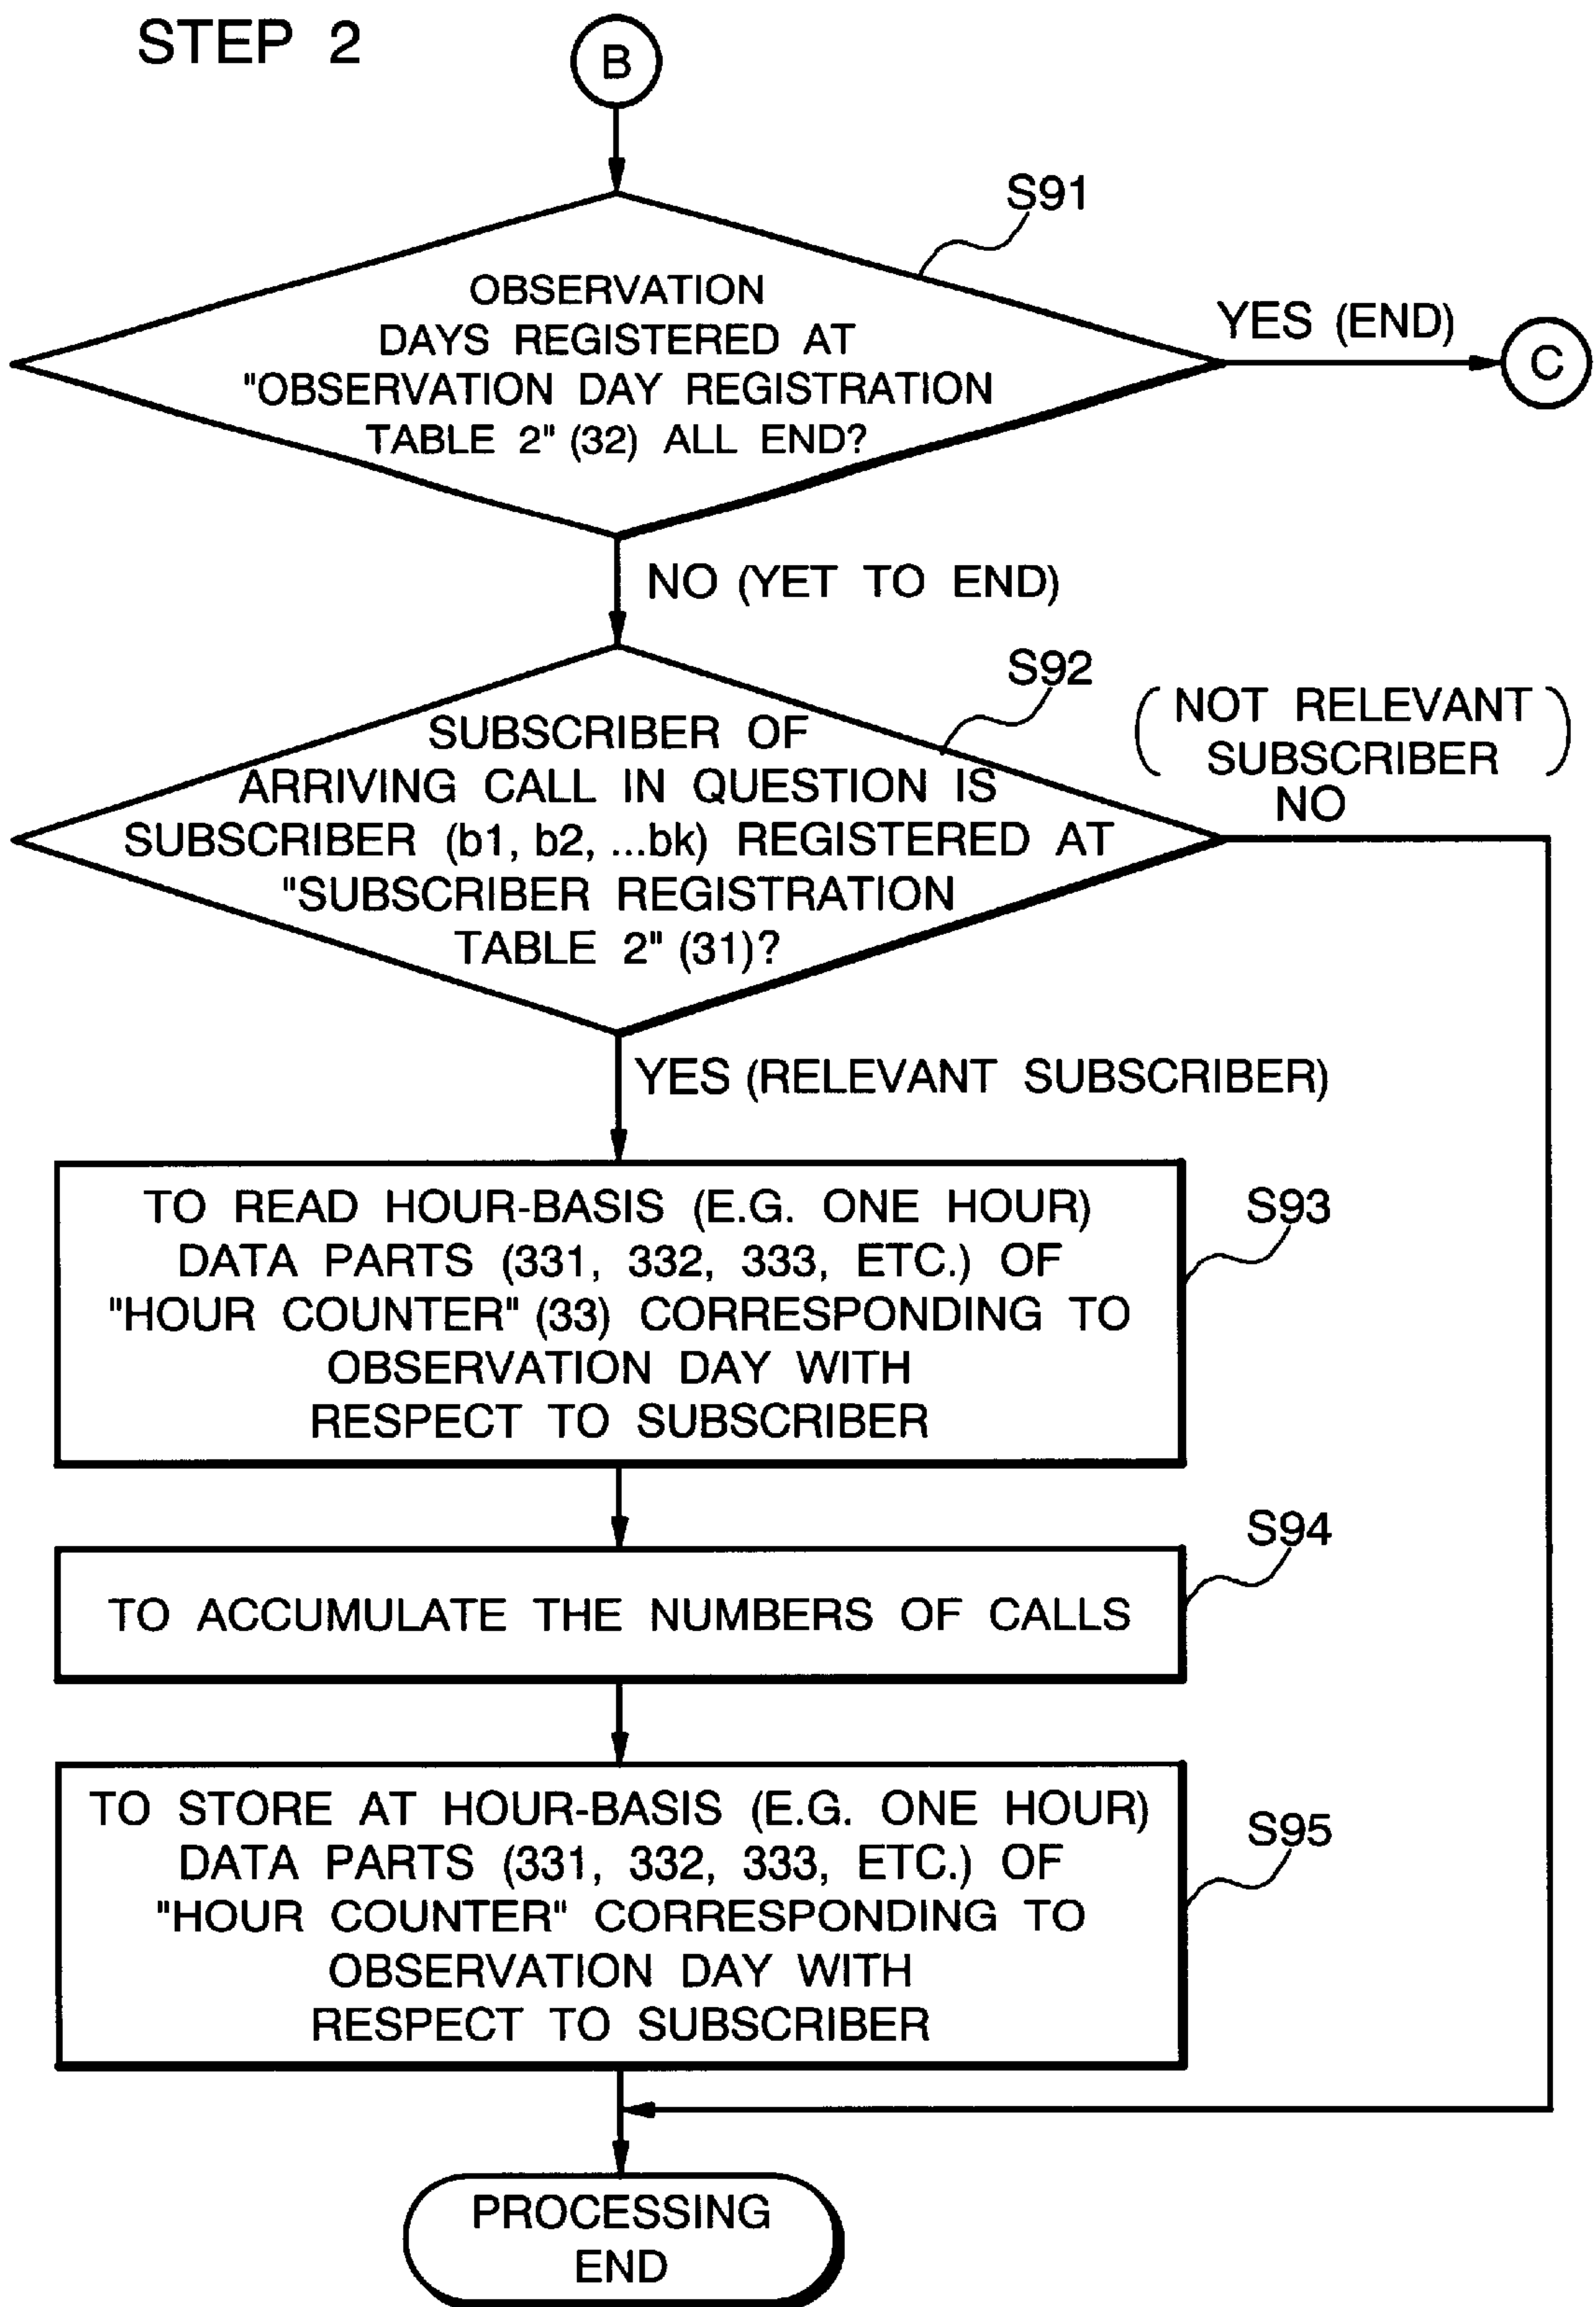 STEP 2
B
S91
OBSERVATION
DAYS REGISTERED AT
"OBSERVATION DAY REGISTRATION
TABLE 2" (32) ALL END?
YES (END)
C
NO (YET TO END)
S92
SUBSCRIBER OF
ARRIVING CALL IN QUESTION IS
SUBSCRIBER (b1, b2, ...bk) REGISTERED AT
"SUBSCRIBER REGISTRATION
TABLE 2" (31)?
(NOT RELEVANT
SUBSCRIBER)
NO
YES (RELEVANT SUBSCRIBER)
TO READ HOUR-BASIS (E.G. ONE HOUR)
DATA PARTS (331, 332, 333, ETC.) OF
"HOUR COUNTER" (33) CORRESPONDING TO
OBSERVATION DAY WITH
RESPECT TO SUBSCRIBER
S93
S94
TO ACCUMULATE THE NUMBERS OF CALLS
TO STORE AT HOUR-BASIS (E.G. ONE HOUR)
DATA PARTS (331, 332, 333, ETC.) OF
"HOUR COUNTER" CORRESPONDING TO
OBSERVATION DAY WITH
RESPECT TO SUBSCRIBER
S95
PROCESSING
END